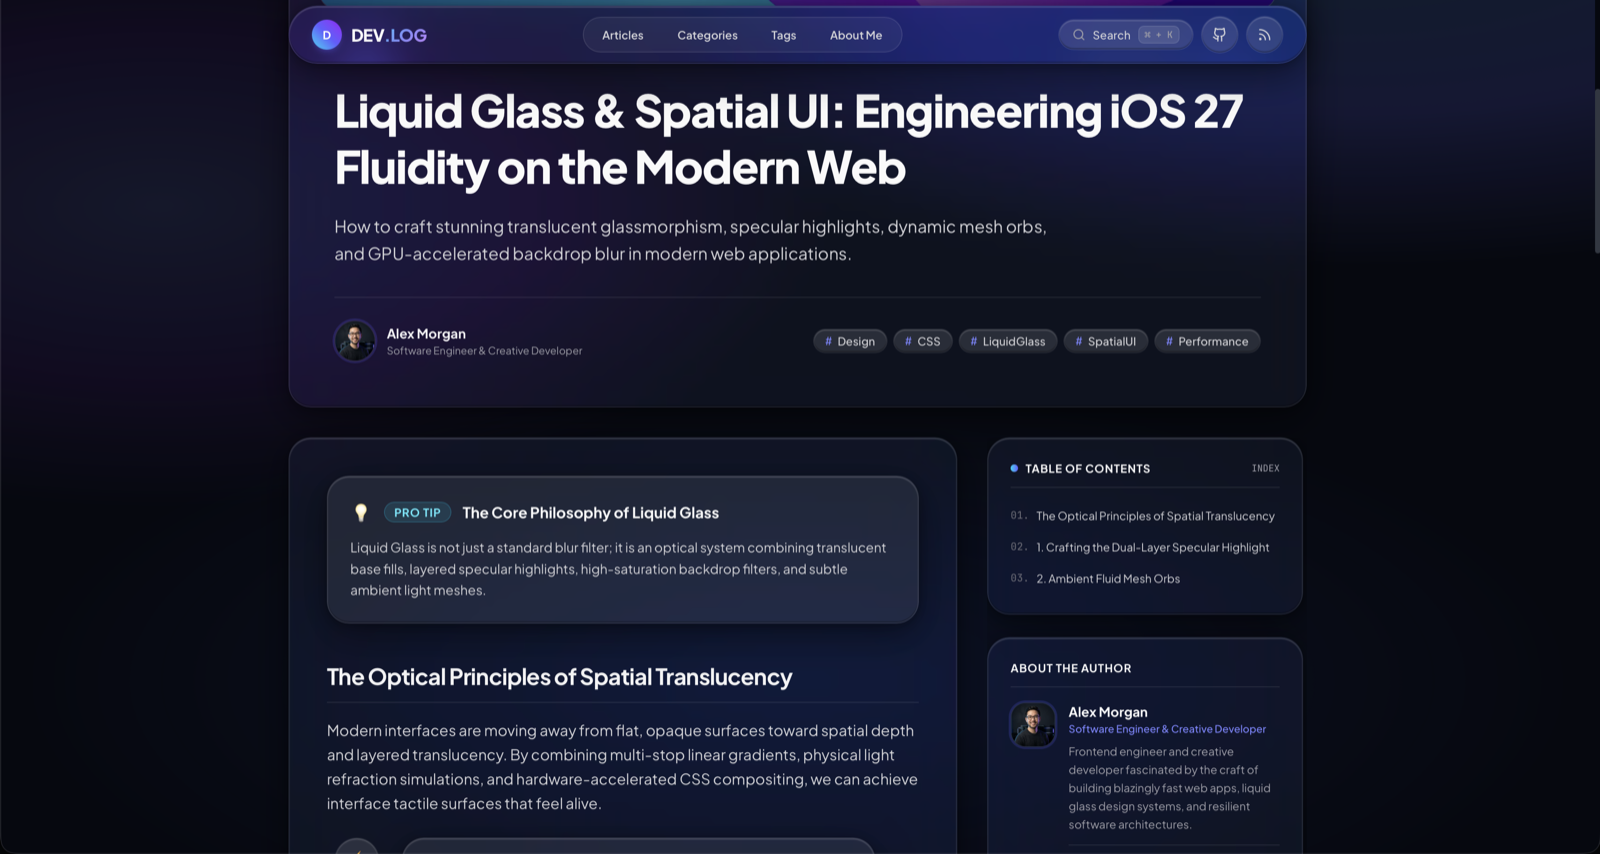 D DEV.LOG
Articles Categories Tags About Me
Search ⌘ + K
Liquid Glass & Spatial UI: Engineering iOS 27
Fluidity on the Modern Web
How to craft stunning translucent glassmorphism, specular highlights, dynamic mesh orbs,
and GPU-accelerated backdrop blur in modern web applications.
Alex Morgan
Software Engineer & Creative Developer
# Design # CSS # LiquidGlass # SpatialUI # Performance
PRO TIP The Core Philosophy of Liquid Glass
Liquid Glass is not just a standard blur filter; it is an optical system combining translucent
base fills, layered specular highlights, high-saturation backdrop filters, and subtle
ambient light meshes.
The Optical Principles of Spatial Translucency
Modern interfaces are moving away from flat, opaque surfaces toward spatial depth
and layered translucency. By combining multi-stop linear gradients, physical light
refraction simulations, and hardware-accelerated CSS compositing, we can achieve
interface tactile surfaces that feel alive.
TABLE OF CONTENTS INDEX
01. The Optical Principles of Spatial Translucency
02. 1. Crafting the Dual-Layer Specular Highlight
03. 2. Ambient Fluid Mesh Orbs
ABOUT THE AUTHOR
Alex Morgan
Software Engineer & Creative Developer
Frontend engineer and creative
developer fascinated by the craft of
building blazingly fast web apps, liquid
glass design systems, and resilient
software architectures.